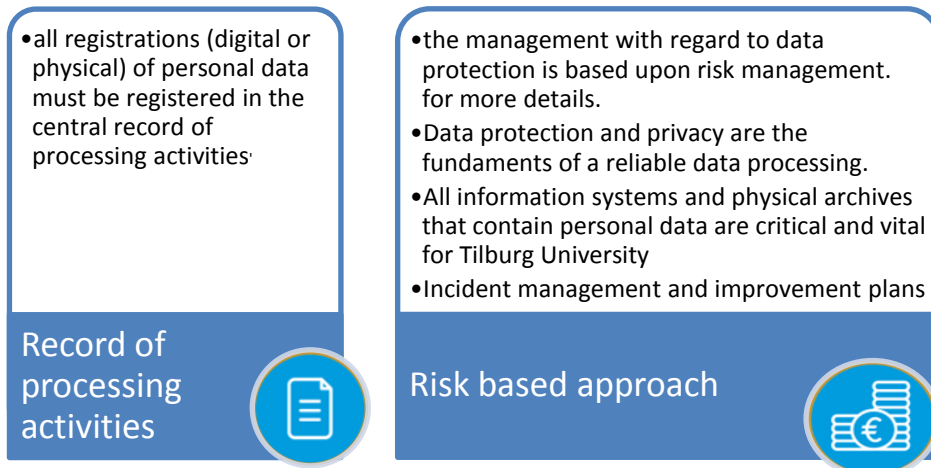 •all registrations (digital or
physical) of personal data
must be registered in the
central record of
processing activities
Record of
processing
activities
•the management with regard to data
protection is based upon risk management.
for more details.
•Data protection and privacy are the
fundaments of a reliable data processing.
•All information systems and physical archives
that contain personal data are critical and vital
for Tilburg University
•Incident management and improvement plans
Risk based approach
€